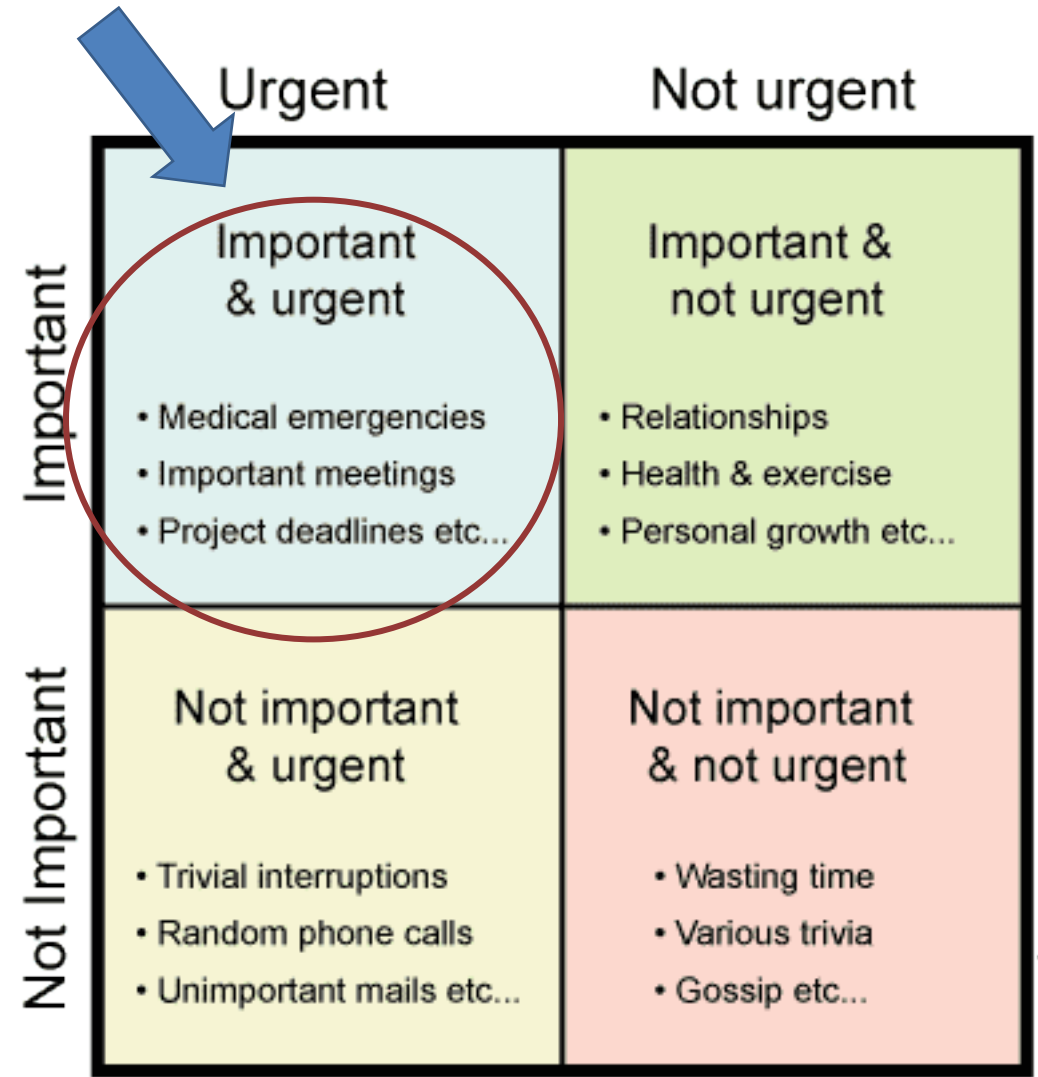 Urgent
Not urgent
Important
Important
& urgent
• Medical emergencies
• Important meetings
• Project deadlines etc...
Important &
not urgent
• Relationships
• Health & exercise
• Personal growth etc...
Not Important
Not important
& urgent
• Trivial interruptions
• Random phone calls
• Unimportant mails etc...
Not important
& not urgent
• Wasting time
• Various trivia
• Gossip etc...